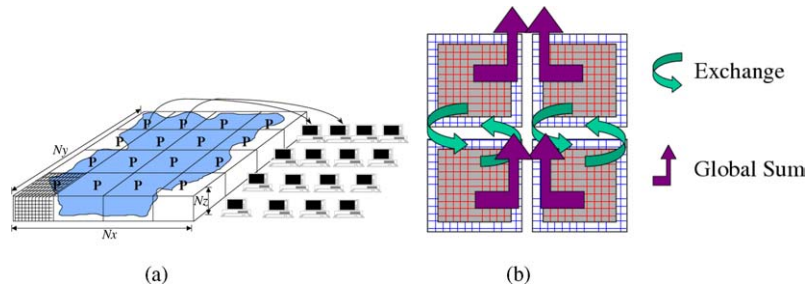 P P P P
P P P P
P P P P
P P P P
Ny
Nz
Nx
(a)
Exchange
Global Sum
(b)